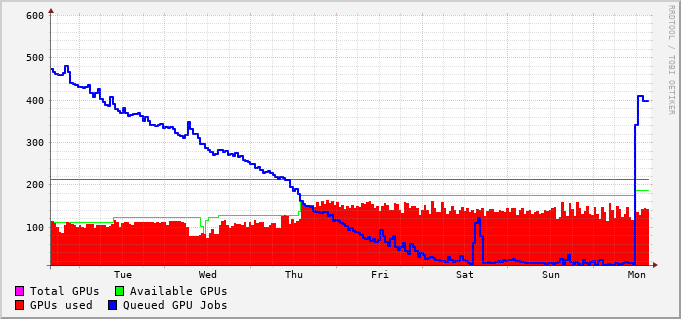 600
500
400
300
200
100
Tue Wed Thu Fri Sat Sun Mon
Total GPUs Available GPUs
GPUs used Queued GPU Jobs
RRDTOOL / TOBI OETIKER